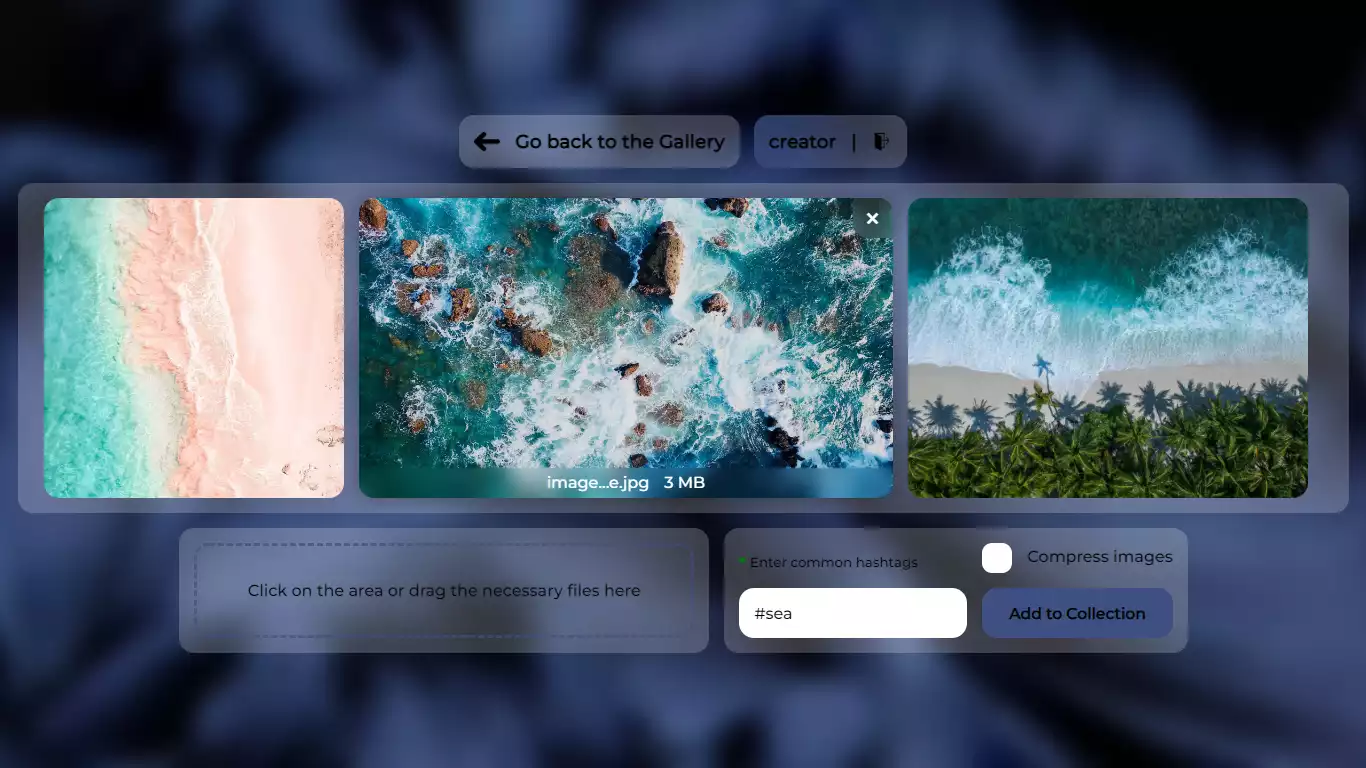 Go back to the Gallery
creator |
image...e.jpg 3 MB
Click on the area or drag the necessary files here
* Enter common hashtags
Compress images
#sea
Add to Collection